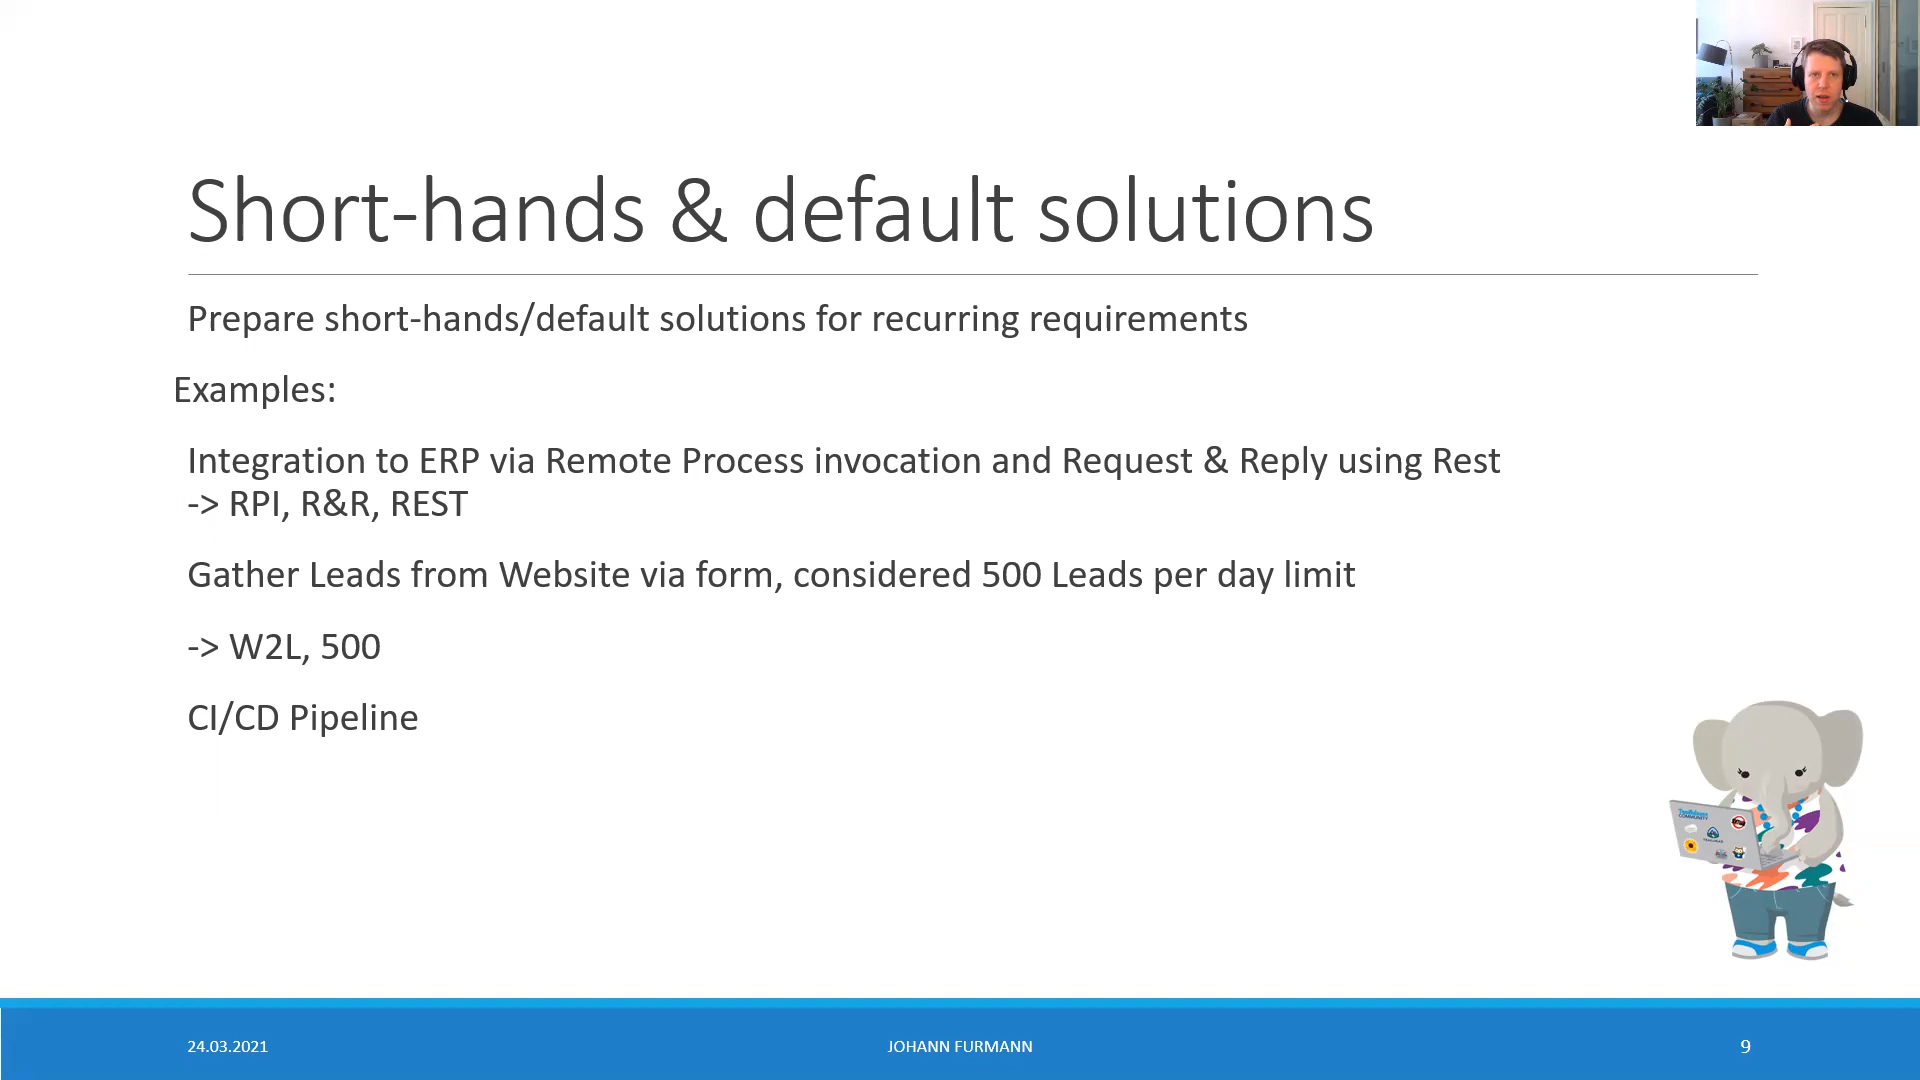 Short-hands & default solutions
Prepare short-hands/default solutions for recurring requirements
Examples:
Integration to ERP via Remote Process invocation and Request & Reply using Rest
-> RPI, R&R, REST
Gather Leads from Website via form, considered 500 Leads per day limit
-> W2L, 500
CI/CD Pipeline
24.03.2021
JOHANN FURMANN
9